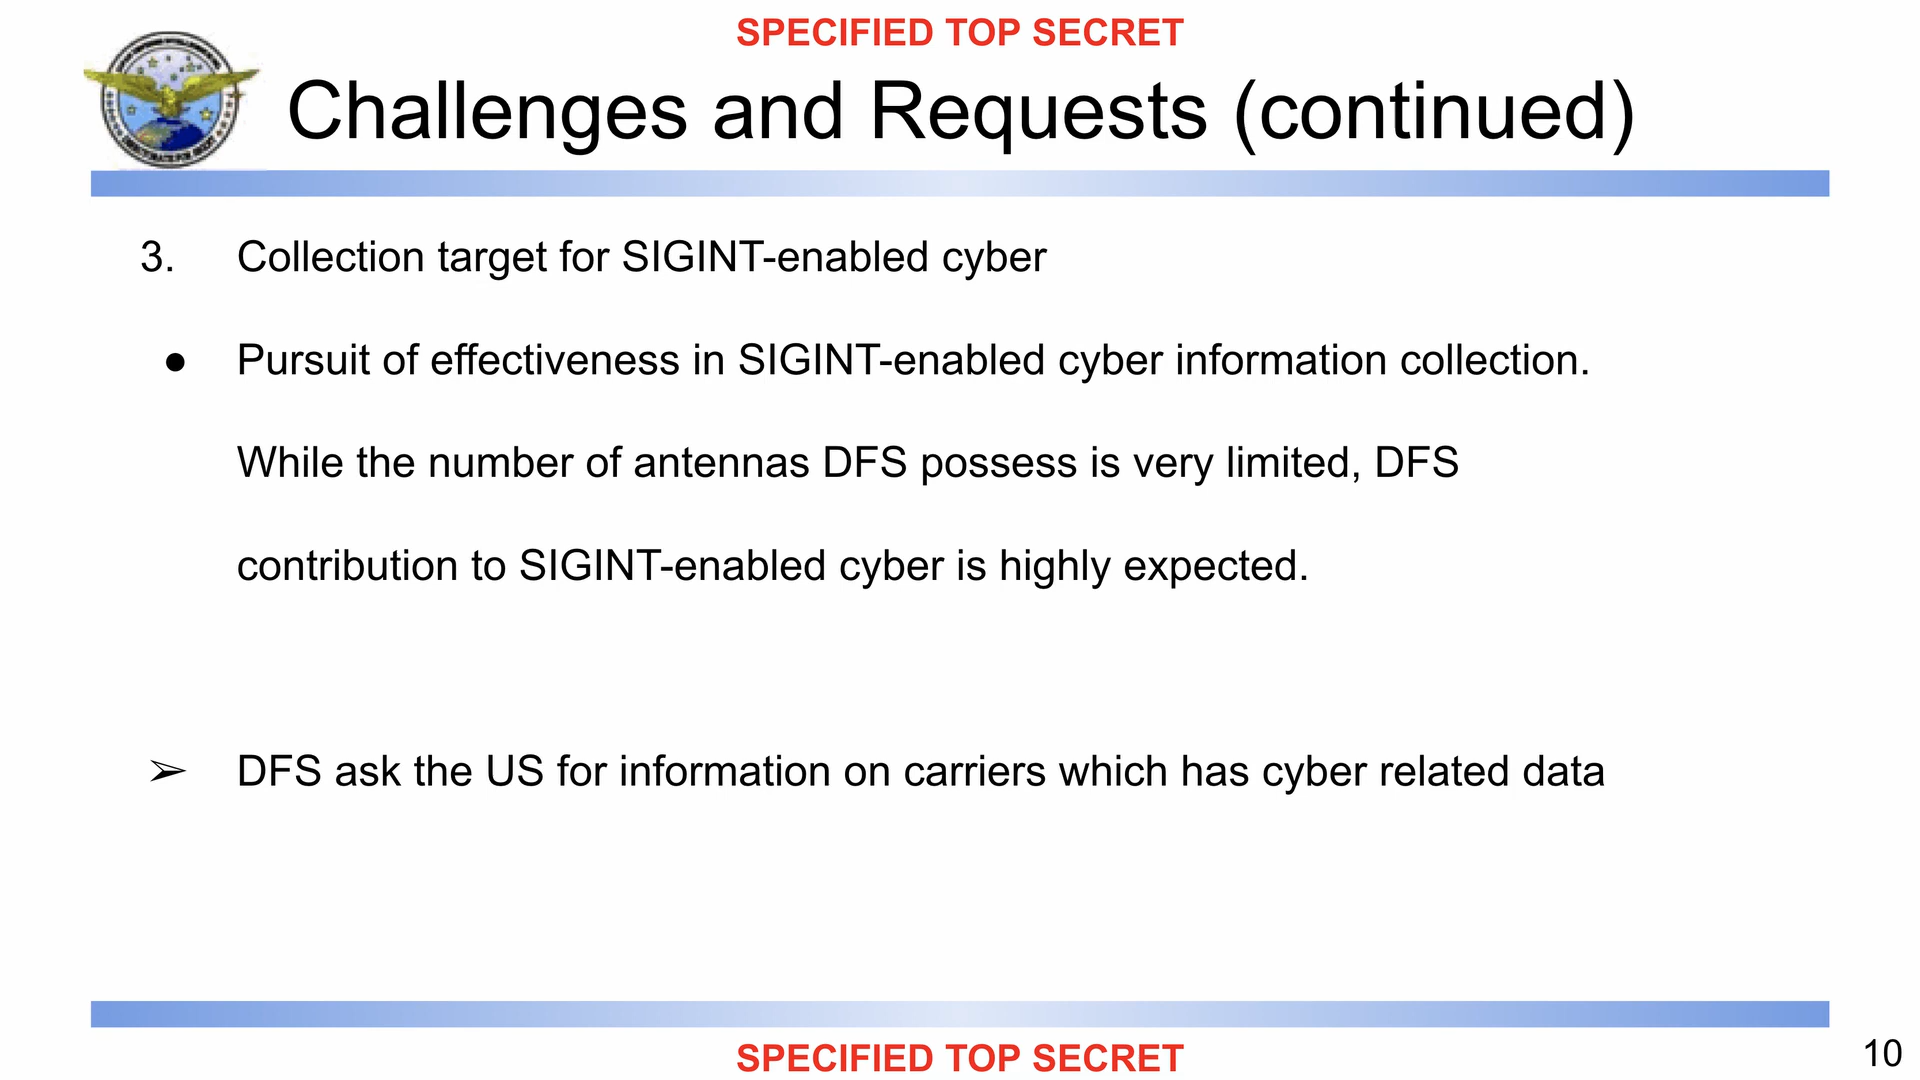 SPECIFIED TOP SECRET
Challenges and Requests (continued)
3. Collection target for SIGINT-enabled cyber
● Pursuit of effectiveness in SIGINT-enabled cyber information collection.
While the number of antennas DFS possess is very limited, DFS
contribution to SIGINT-enabled cyber is highly expected.
➢ DFS ask the US for information on carriers which has cyber related data
SPECIFIED TOP SECRET
10